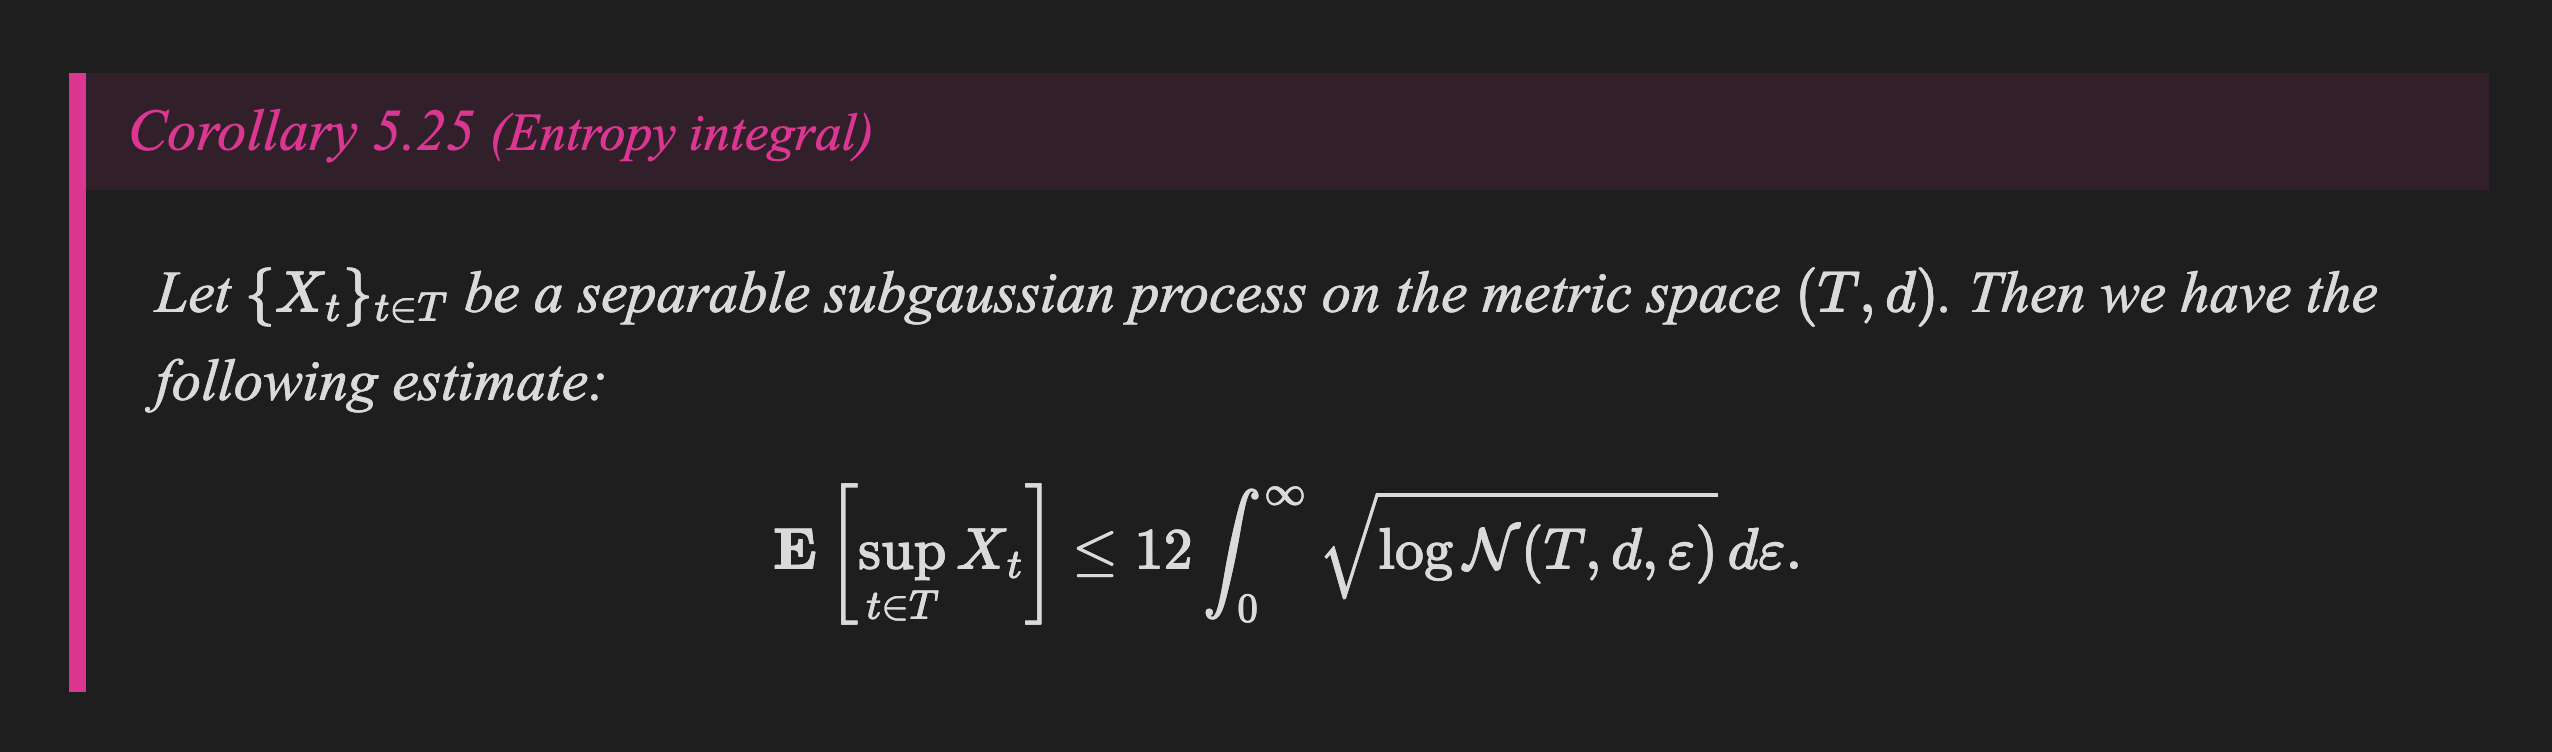 Corollary 5.25 (Entropy integral)
Let $\{X_t\}_{t \in T}$ be a separable subgaussian process on the metric space $(T, d)$. Then we have the
following estimate:
$$\mathbf{E}\left[\sup_{t \in T} X_t\right] \leq 12 \int_0^\infty \sqrt{\log \mathcal{N}(T, d, \varepsilon)}\, d\varepsilon.$$